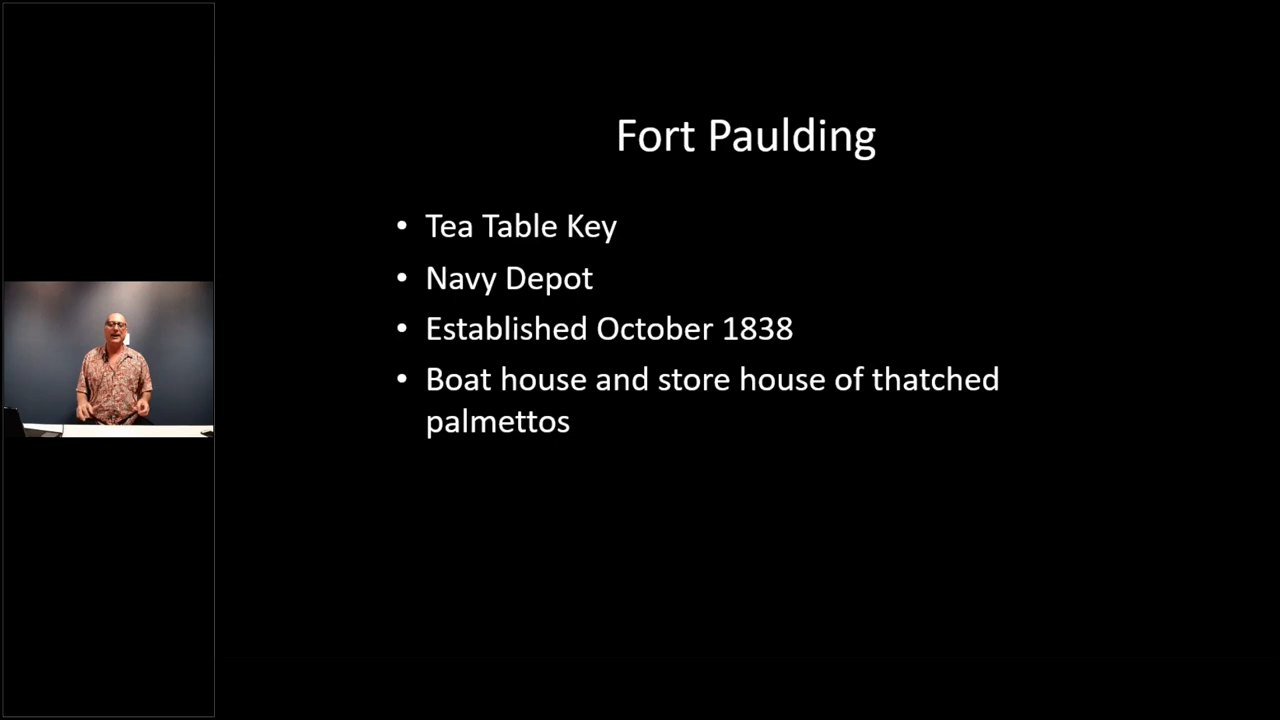 Fort Paulding
• Tea Table Key
• Navy Depot
• Established October 1838
• Boat house and store house of thatched
palmettos